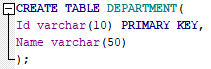 CREATE TABLE DEPARTMENT(
Id varchar(10) PRIMARY KEY,
Name varchar(50)
);